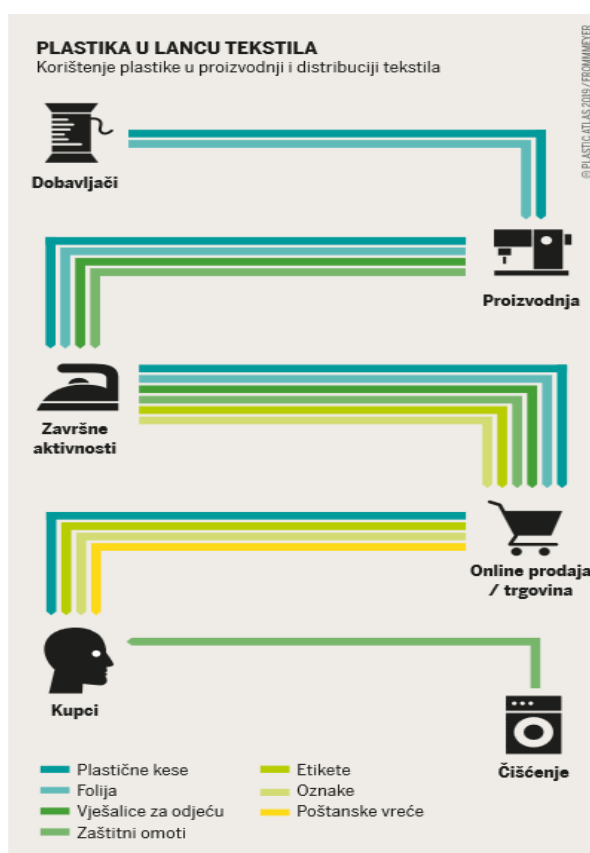 PLASTIKA U LANCU TEKSTILA
Korištenje plastike u proizvodnji i distribuciji tekstila
© PLASTIC ATLAS 2019 / FROMMMEYER
Dobavljači
Proizvodnja
Završne
aktivnosti
Online prodaja
/ trgovina
Kupci
Čišćenje
Plastične kese
Folija
Vješalice za odjeću
Zaštitni omoti
Etikete
Oznake
Poštanske vreće